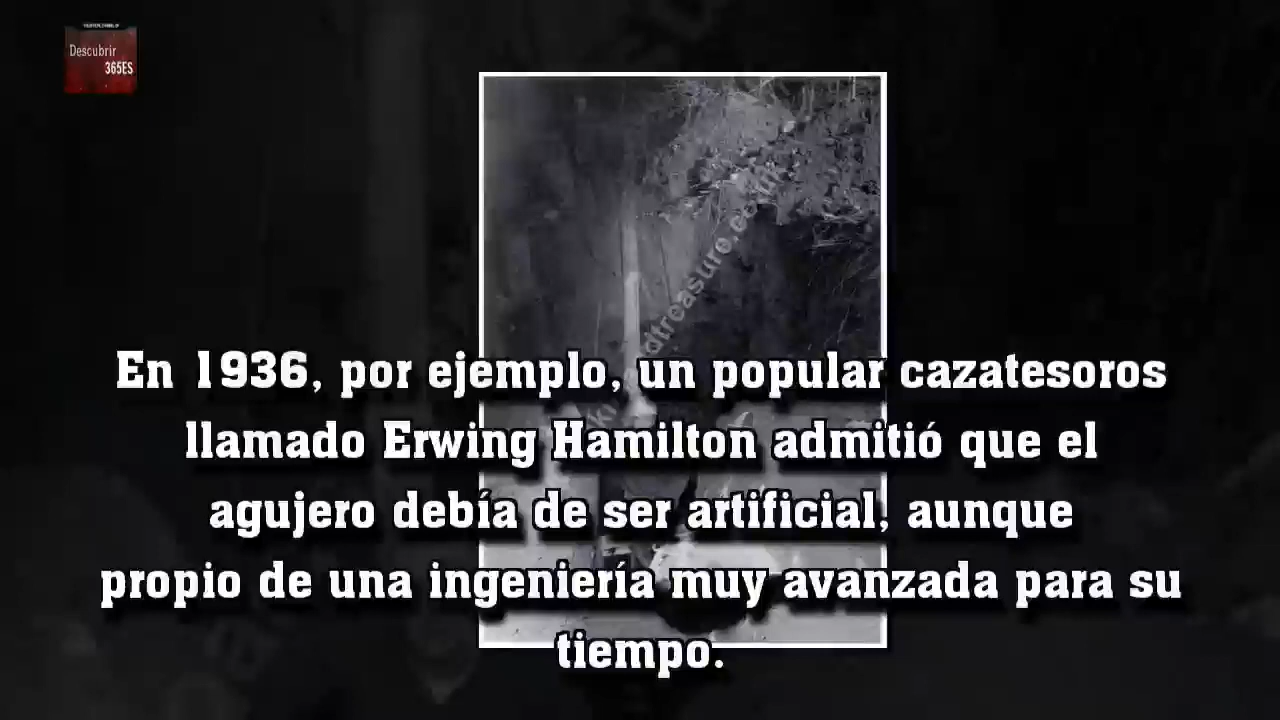 Descubrir
365ES
En 1936, por ejemplo, un popular cazatesoros
llamado Erwing Hamilton admitió que el
agujero debía de ser artificial, aunque
propio de una ingeniería muy avanzada para su
tiempo.